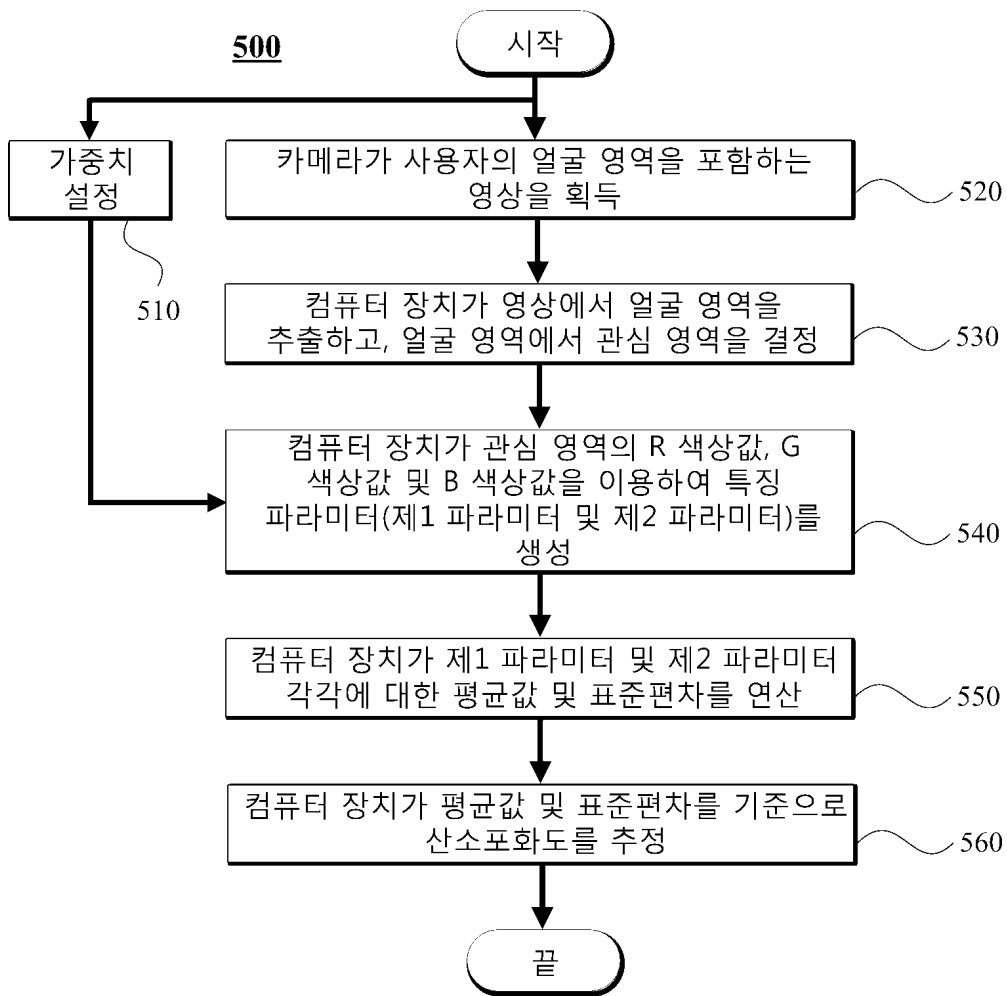 500
시작
가중치
설정
510
카메라가 사용자의 얼굴 영역을 포함하는
영상을 획득
520
컴퓨터 장치가 영상에서 얼굴 영역을
추출하고, 얼굴 영역에서 관심 영역을 결정
530
컴퓨터 장치가 관심 영역의 R 색상값, G
색상값 및 B 색상값을 이용하여 특징
파라미터(제1 파라미터 및 제2 파라미터)를
생성
540
컴퓨터 장치가 제1 파라미터 및 제2 파라미터
각각에 대한 평균값 및 표준편차를 연산
550
컴퓨터 장치가 평균값 및 표준편차를 기준으로
산소포화도를 추정
560
끝